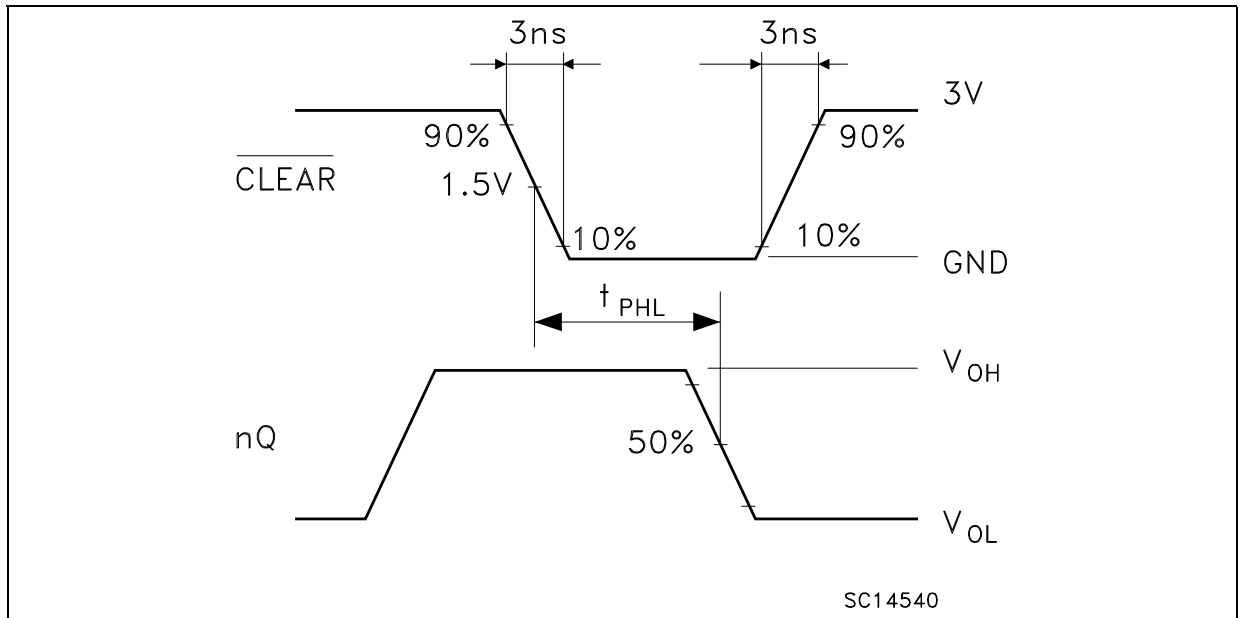 3ns 3ns
3V
90% 90%
CLEAR
1.5V
10% 10%
GND
t PHL
V OH
nQ
50%
V OL
SC14540